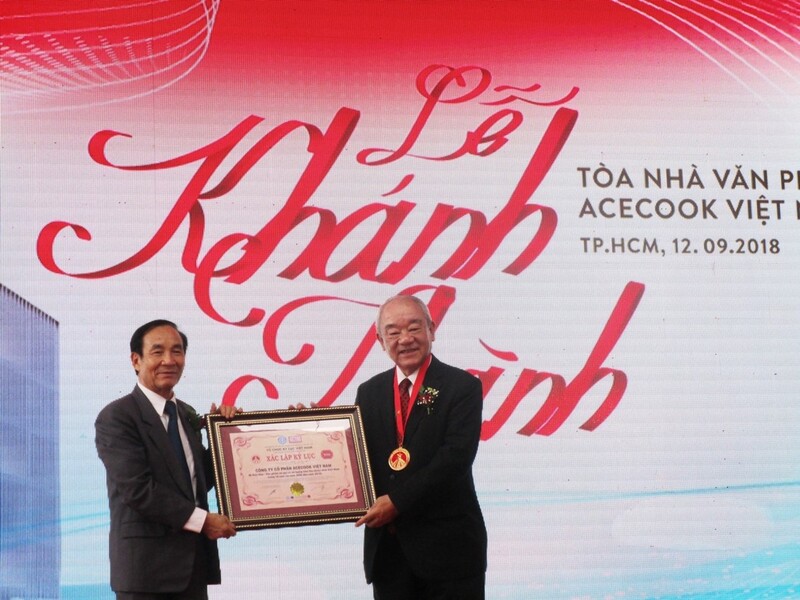 Lễ
Khánh
Thành
TÒA NHÀ VĂN
ACECOOK VIỆT
TP.HCM, 12.09.2018
XÁC LẬP KỶ LỤC
CÔNG TY CỔ PHẦN ACECOOK VIỆT NAM